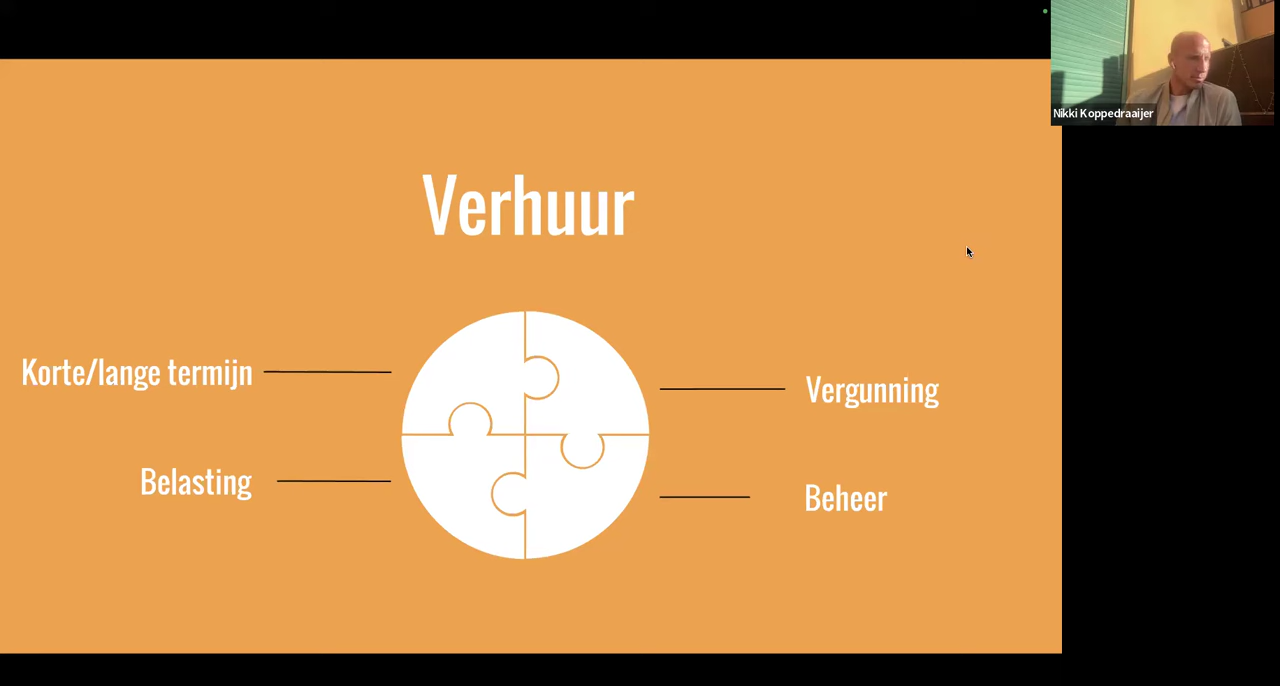 Nikki Koppedraaijer
Verhuur
Korte/lange termijn
Vergunning
Belasting
Beheer